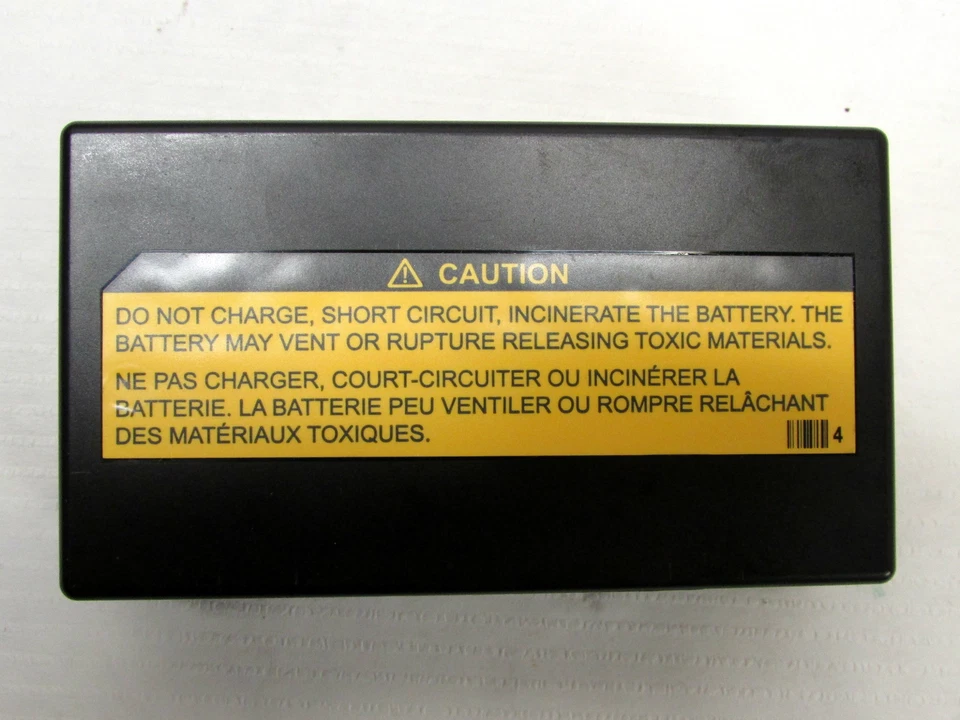 CAUTION
DO NOT CHARGE, SHORT CIRCUIT, INCINERATE THE BATTERY. THE
BATTERY MAY VENT OR RUPTURE RELEASING TOXIC MATERIALS.
NE PAS CHARGER, COURT-CIRCUITER OU INCINÉRER LA
BATTERIE. LA BATTERIE PEU VENTILER OU ROMPRE RELÂCHANT
DES MATÉRIAUX TOXIQUES.
4